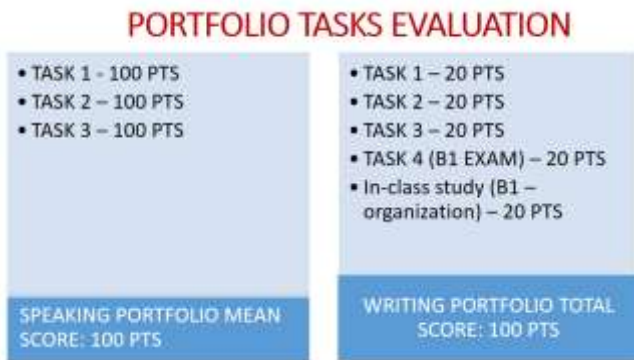 PORTFOLIO TASKS EVALUATION
• TASK 1 - 100 PTS
• TASK 2 – 100 PTS
• TASK 3 – 100 PTS
SPEAKING PORTFOLIO MEAN
SCORE: 100 PTS
• TASK 1 – 20 PTS
• TASK 2 – 20 PTS
• TASK 3 – 20 PTS
• TASK 4 (B1 EXAM) – 20 PTS
• In-class study (B1 –
organization) – 20 PTS
WRITING PORTFOLIO TOTAL
SCORE: 100 PTS